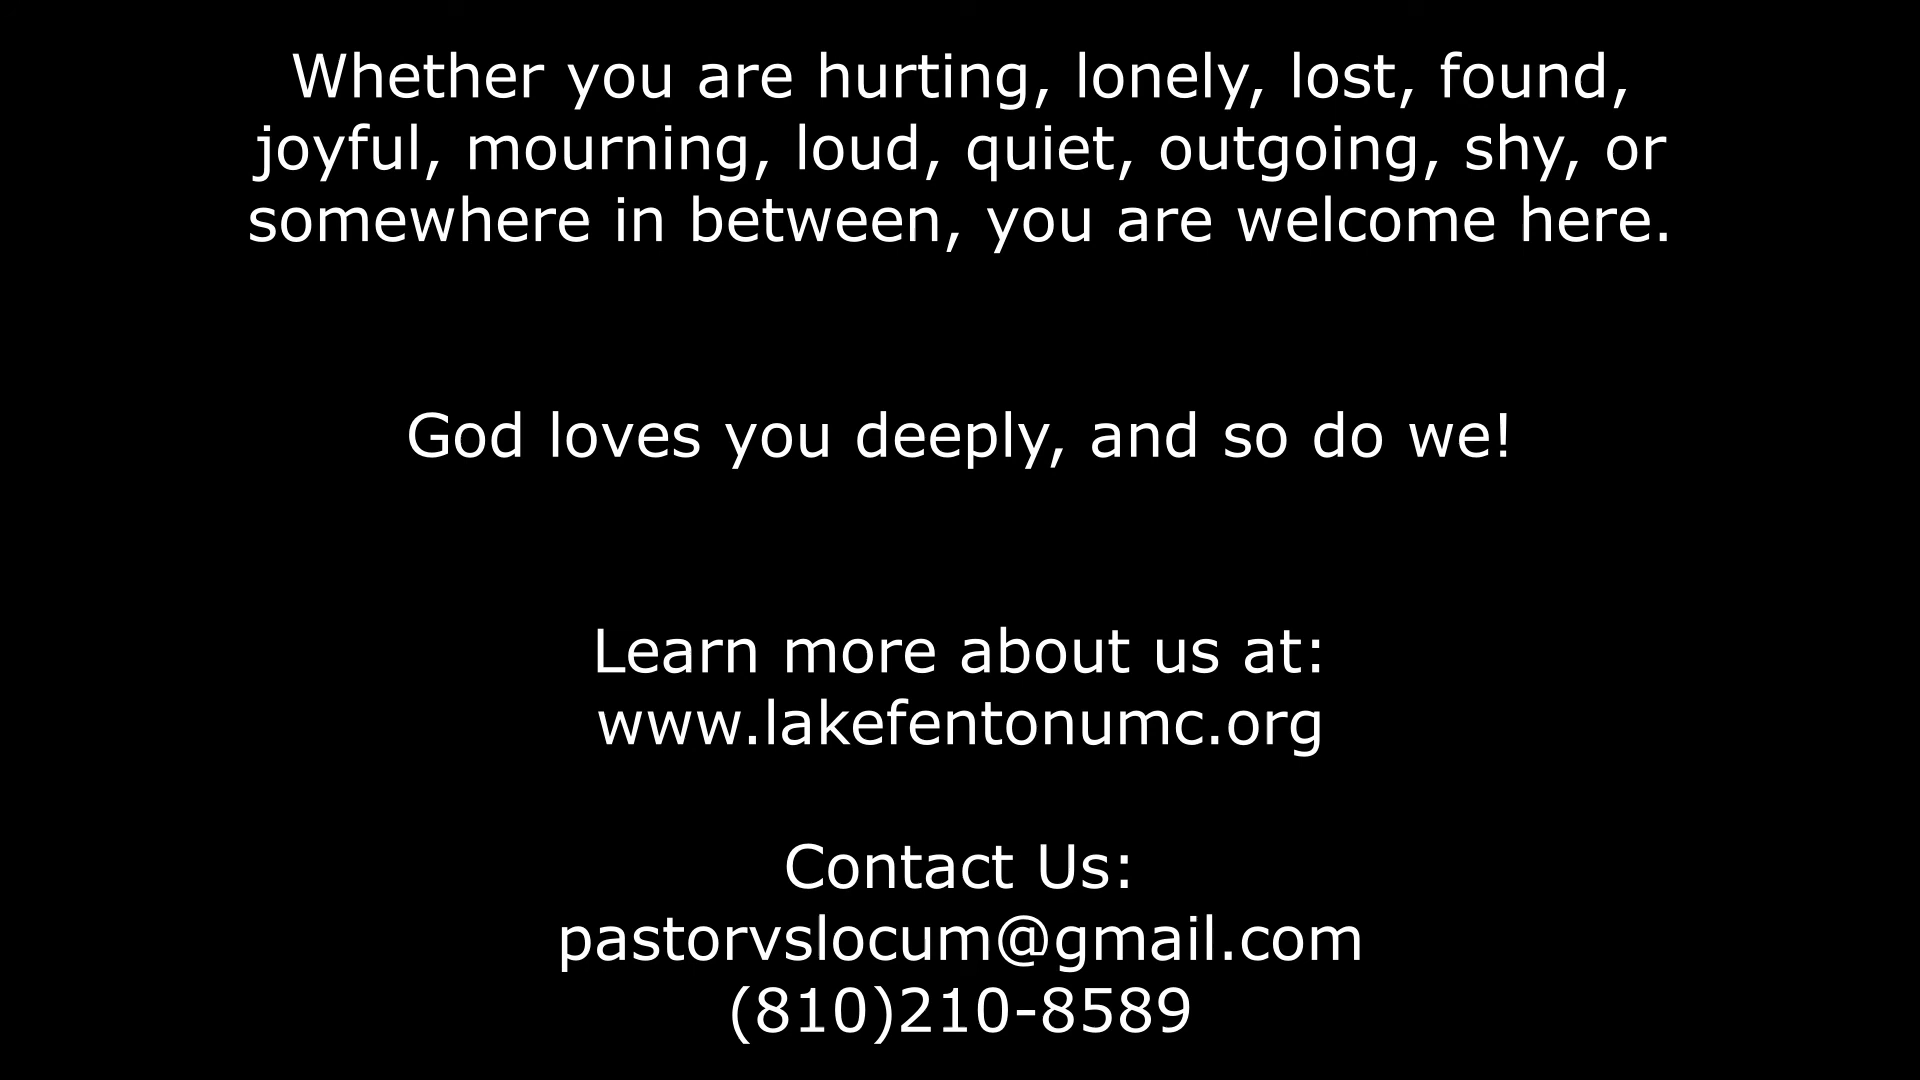 Whether you are hurting, lonely, lost, found,
joyful, mourning, loud, quiet, outgoing, shy, or
somewhere in between, you are welcome here.
God loves you deeply, and so do we!
Learn more about us at:
www.lakefentonumc.org
Contact Us:
pastorvslocum@gmail.com
(810)210-8589